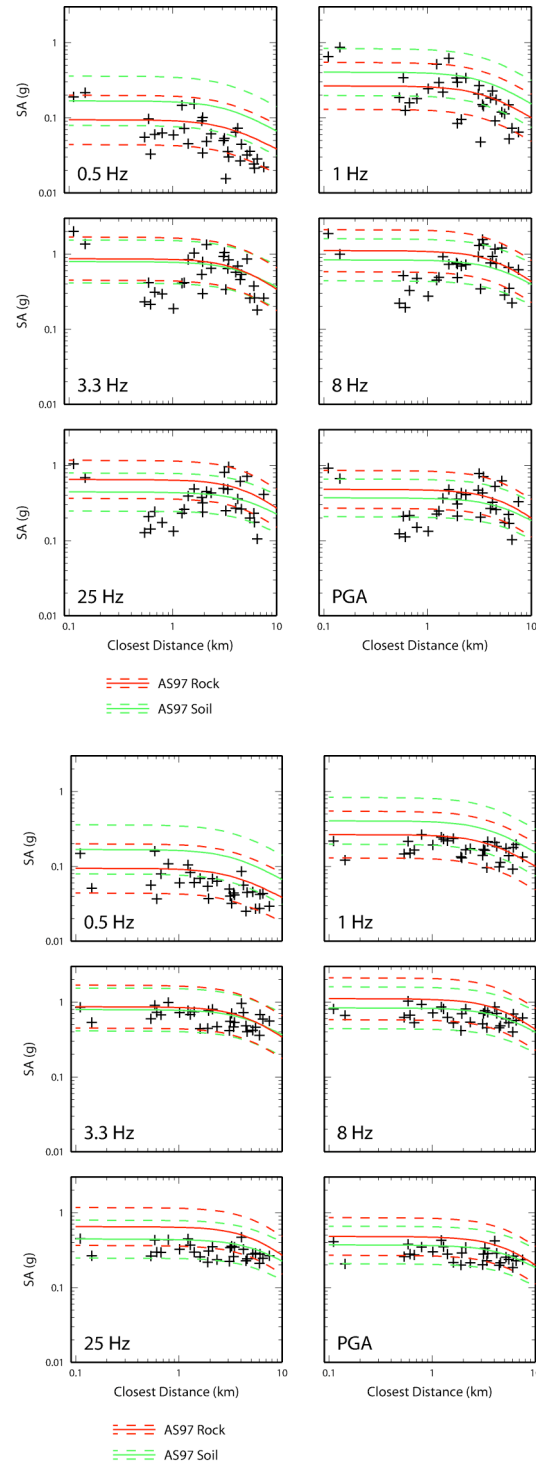 SA (g)
1
0.1
0.01
0.5 Hz
1 Hz
SA (g)
1
0.1
0.01
3.3 Hz
8 Hz
SA (g)
1
0.1
0.01
25 Hz
PGA
0.1 1 10 0.1 1 10
Closest Distance (km) Closest Distance (km)
AS97 Rock
AS97 Soil
SA (g)
1
0.1
0.01
0.5 Hz
1 Hz
SA (g)
1
0.1
0.01
3.3 Hz
8 Hz
SA (g)
1
0.1
0.01
25 Hz
PGA
0.1 1 10 0.1 1 10
Closest Distance (km) Closest Distance (km)
AS97 Rock
AS97 Soil